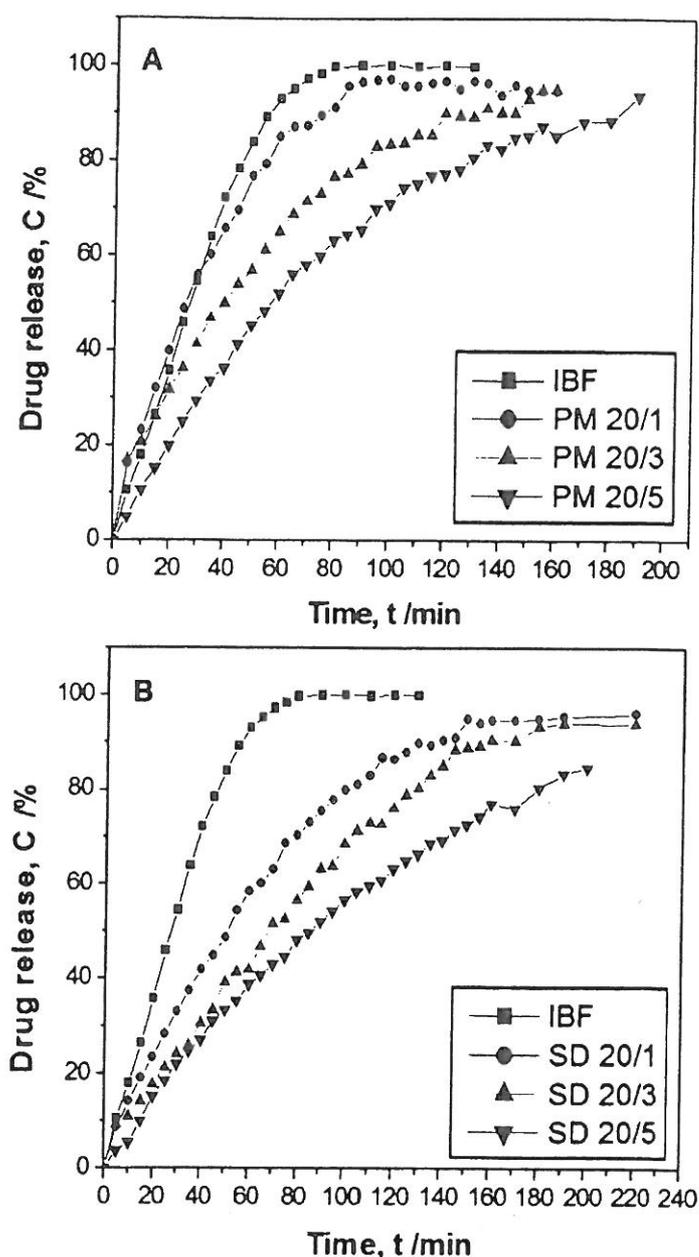 A
100
80
60
40
20
0
Drug release, C /%
IBF
PM 20/1
PM 20/3
PM 20/5
0 20 40 60 80 100 120 140 160 180 200
Time, t /min
B
100
80
60
40
20
0
Drug release, C /%
IBF
SD 20/1
SD 20/3
SD 20/5
0 20 40 60 80 100 120 140 160 180 200 220 240
Time, t /min